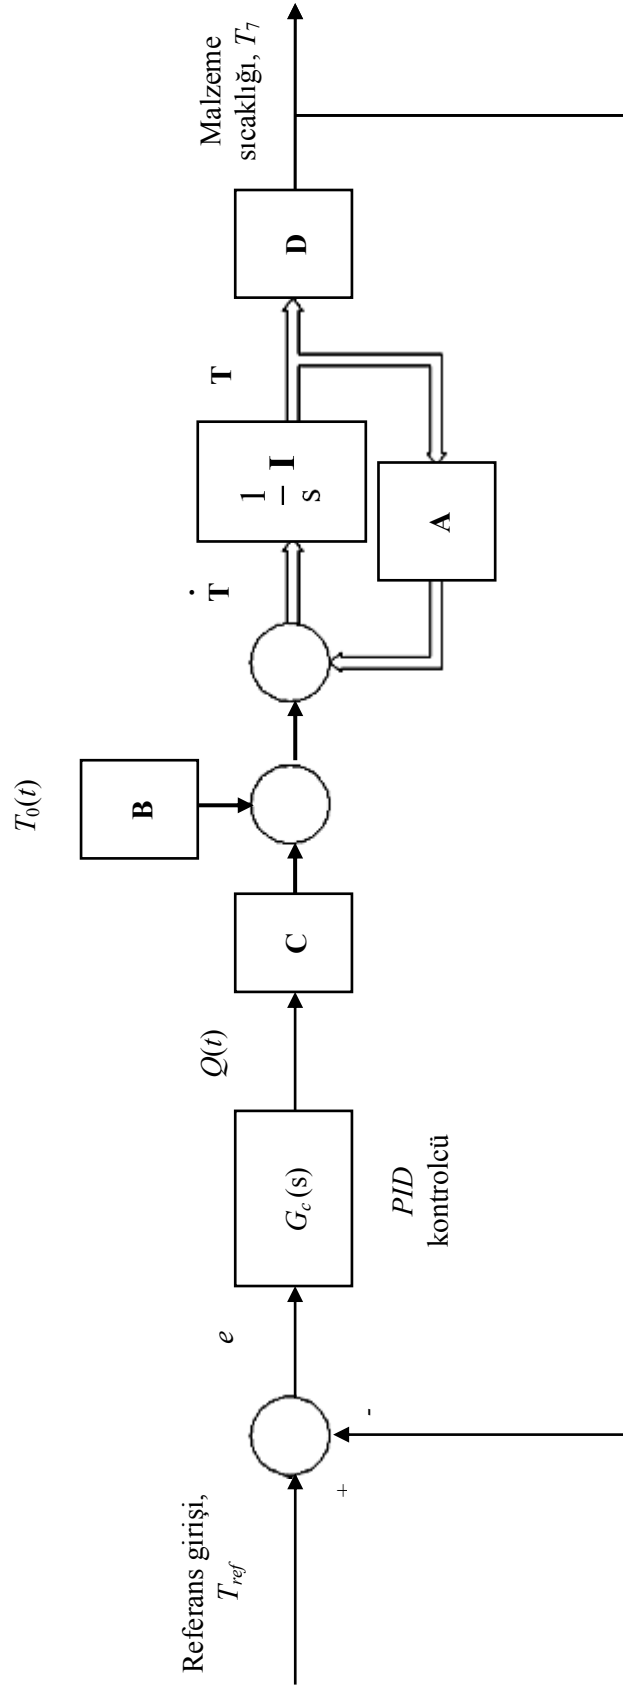 Referans girişi,
T_ref
+
-
e
G_c (s)
PID
kontrolcü
Q(t)
C
T_0(t)
B
Ṫ
1
s
I
A
T
D
Malzeme
sıcaklığı, T_7